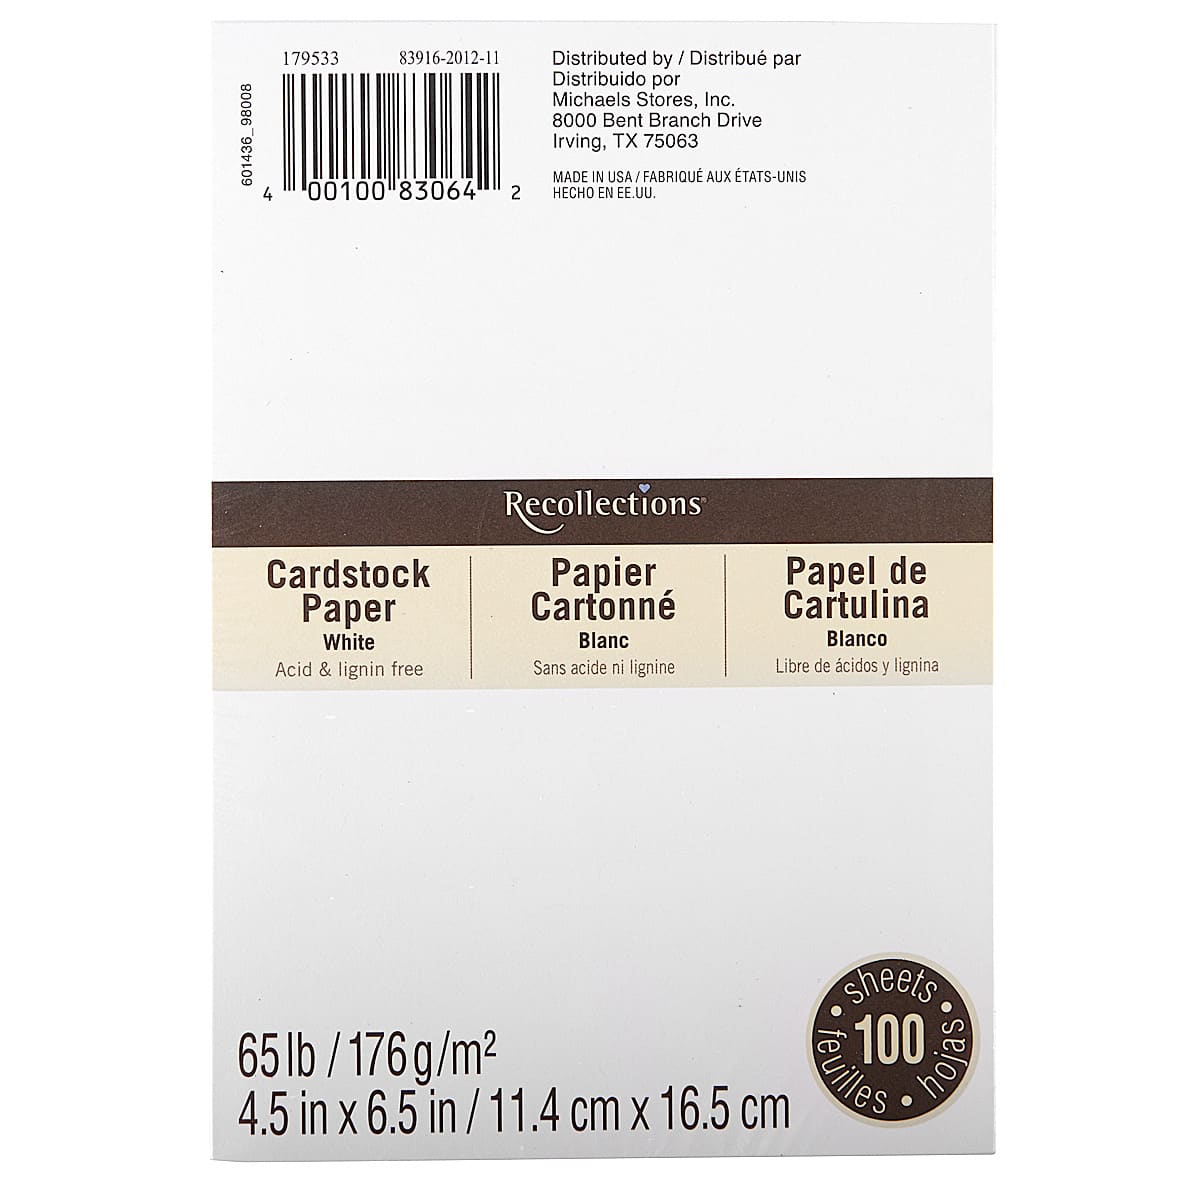 179533 83916-2012-11
601436_98008
4 00100 83064 2
Distributed by / Distribué par
Distribuido por
Michaels Stores, Inc.
8000 Bent Branch Drive
Irving, TX 75063
MADE IN USA / FABRIQUÉ AUX ÉTATS-UNIS
HECHO EN EE.UU.
Recollections®
Cardstock
Paper
White
Acid & lignin free
Papier
Cartonné
Blanc
Sans acide ni lignine
Papel de
Cartulina
Blanco
Libre de ácidos y lignina
65 lb / 176 g/m²
4.5 in x 6.5 in / 11.4 cm x 16.5 cm
sheets
100
feuilles • hojas